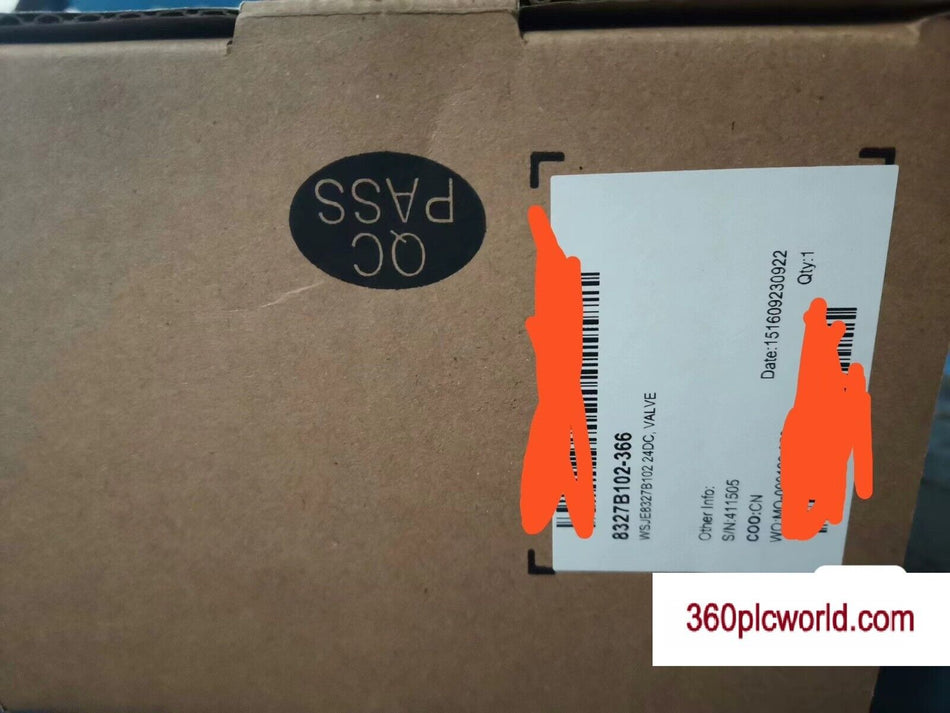 QC
PASS
8327B102-366
WSJE8327B102 24DC, VALVE
Other Info:
S/N:411505
COO:CN
Date:151609230922
Qty:1
360plcworld.com